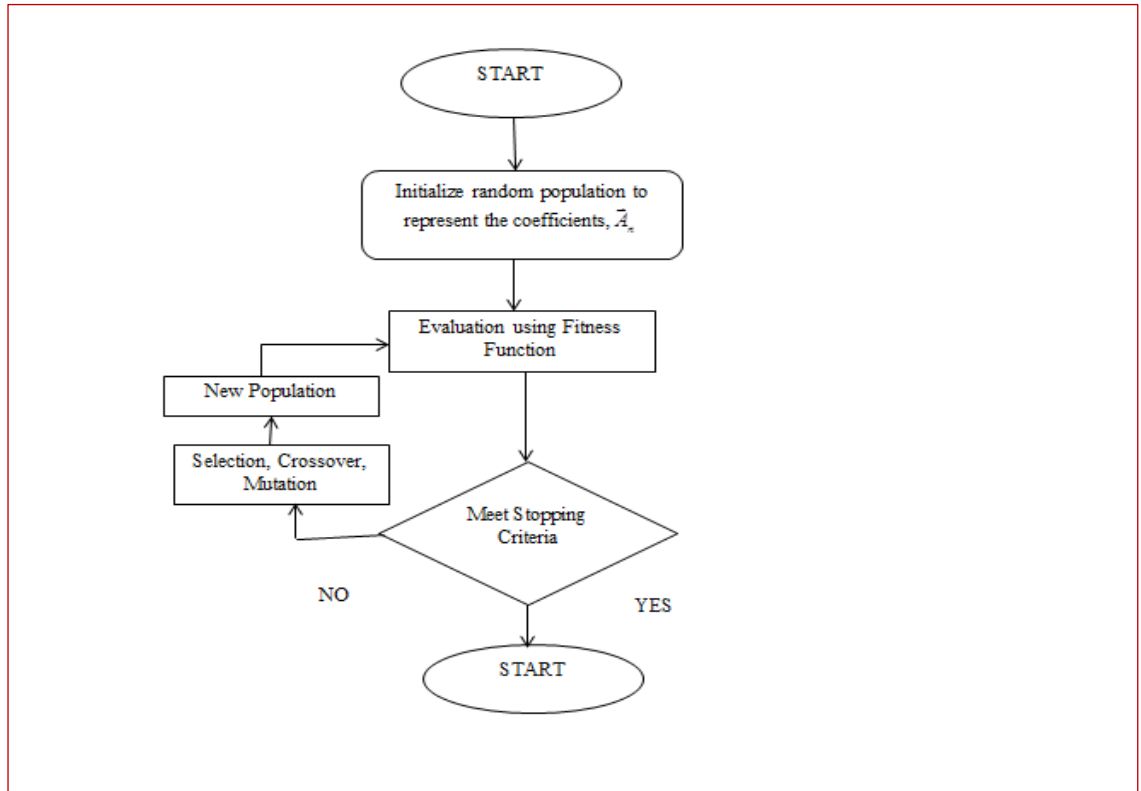 START
Initialize random population to
represent the coefficients, A⃗ₙ
Evaluation using Fitness
Function
New Population
Selection, Crossover,
Mutation
Meet Stopping
Criteria
NO
YES
START